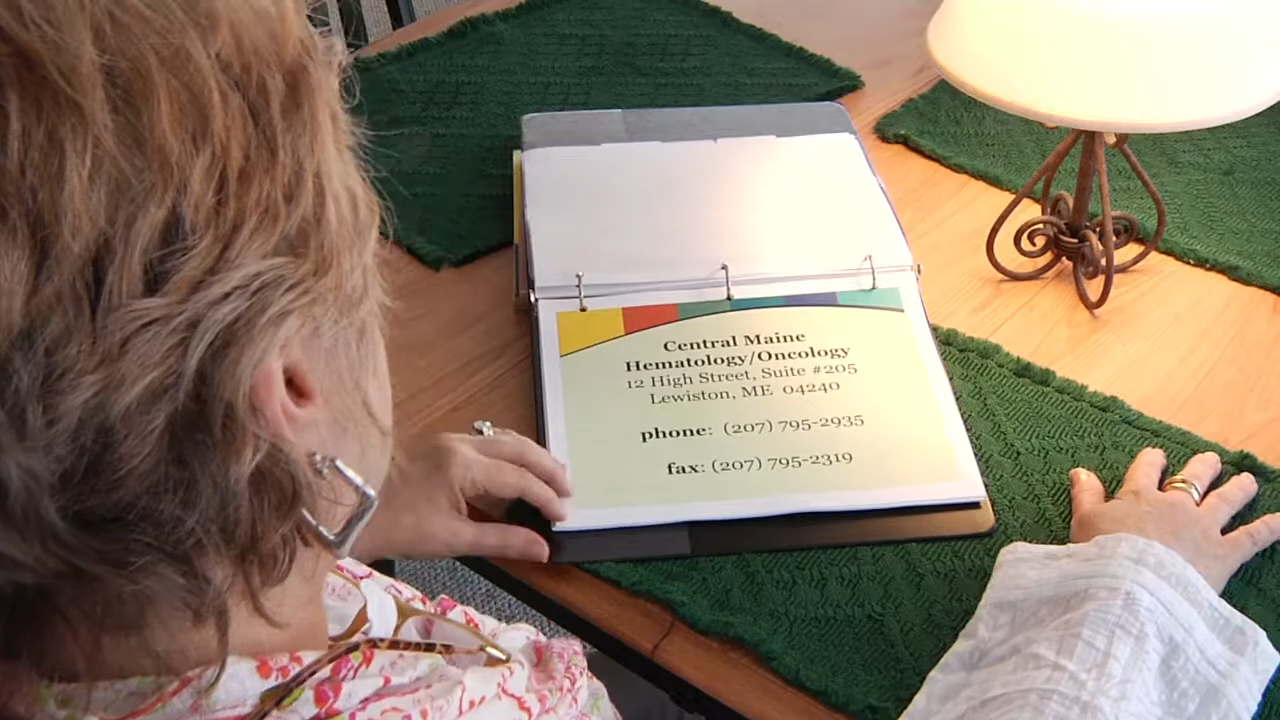 Central Maine
Hematology/Oncology
12 High Street, Suite #205
Lewiston, ME 04240
phone: (207) 795-2935
fax: (207) 795-2319